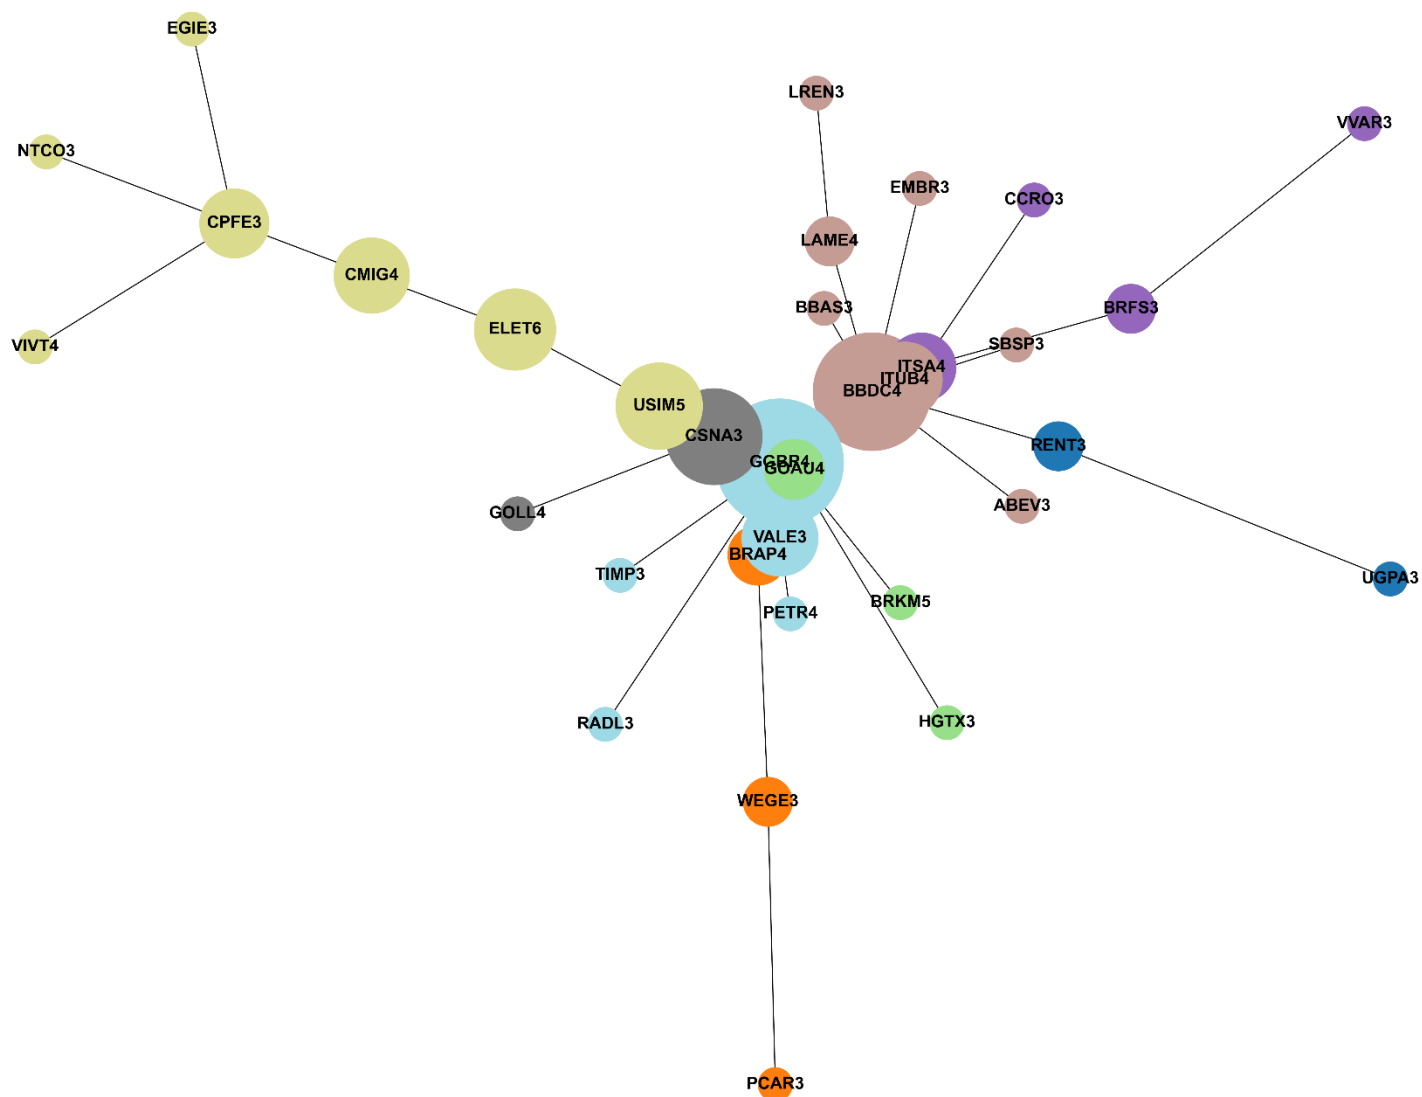 EGIE3
LREN3
VVAR3
NTCO3
EMBR3
CCRO3
CPFE3
LAME4
CMIG4
BBAS3
BRFS3
ELET6
VIVT4
SBSP3
ITSA4
ITUB4
BBDC4
USIM5
CSNA3
RENT3
GGBR4
GOAU4
GOLL4
ABEV3
VALE3
BRAP4
TIMP3
UGPA3
BRKM5
PETR4
RADL3
HGTX3
WEGE3
PCAR3